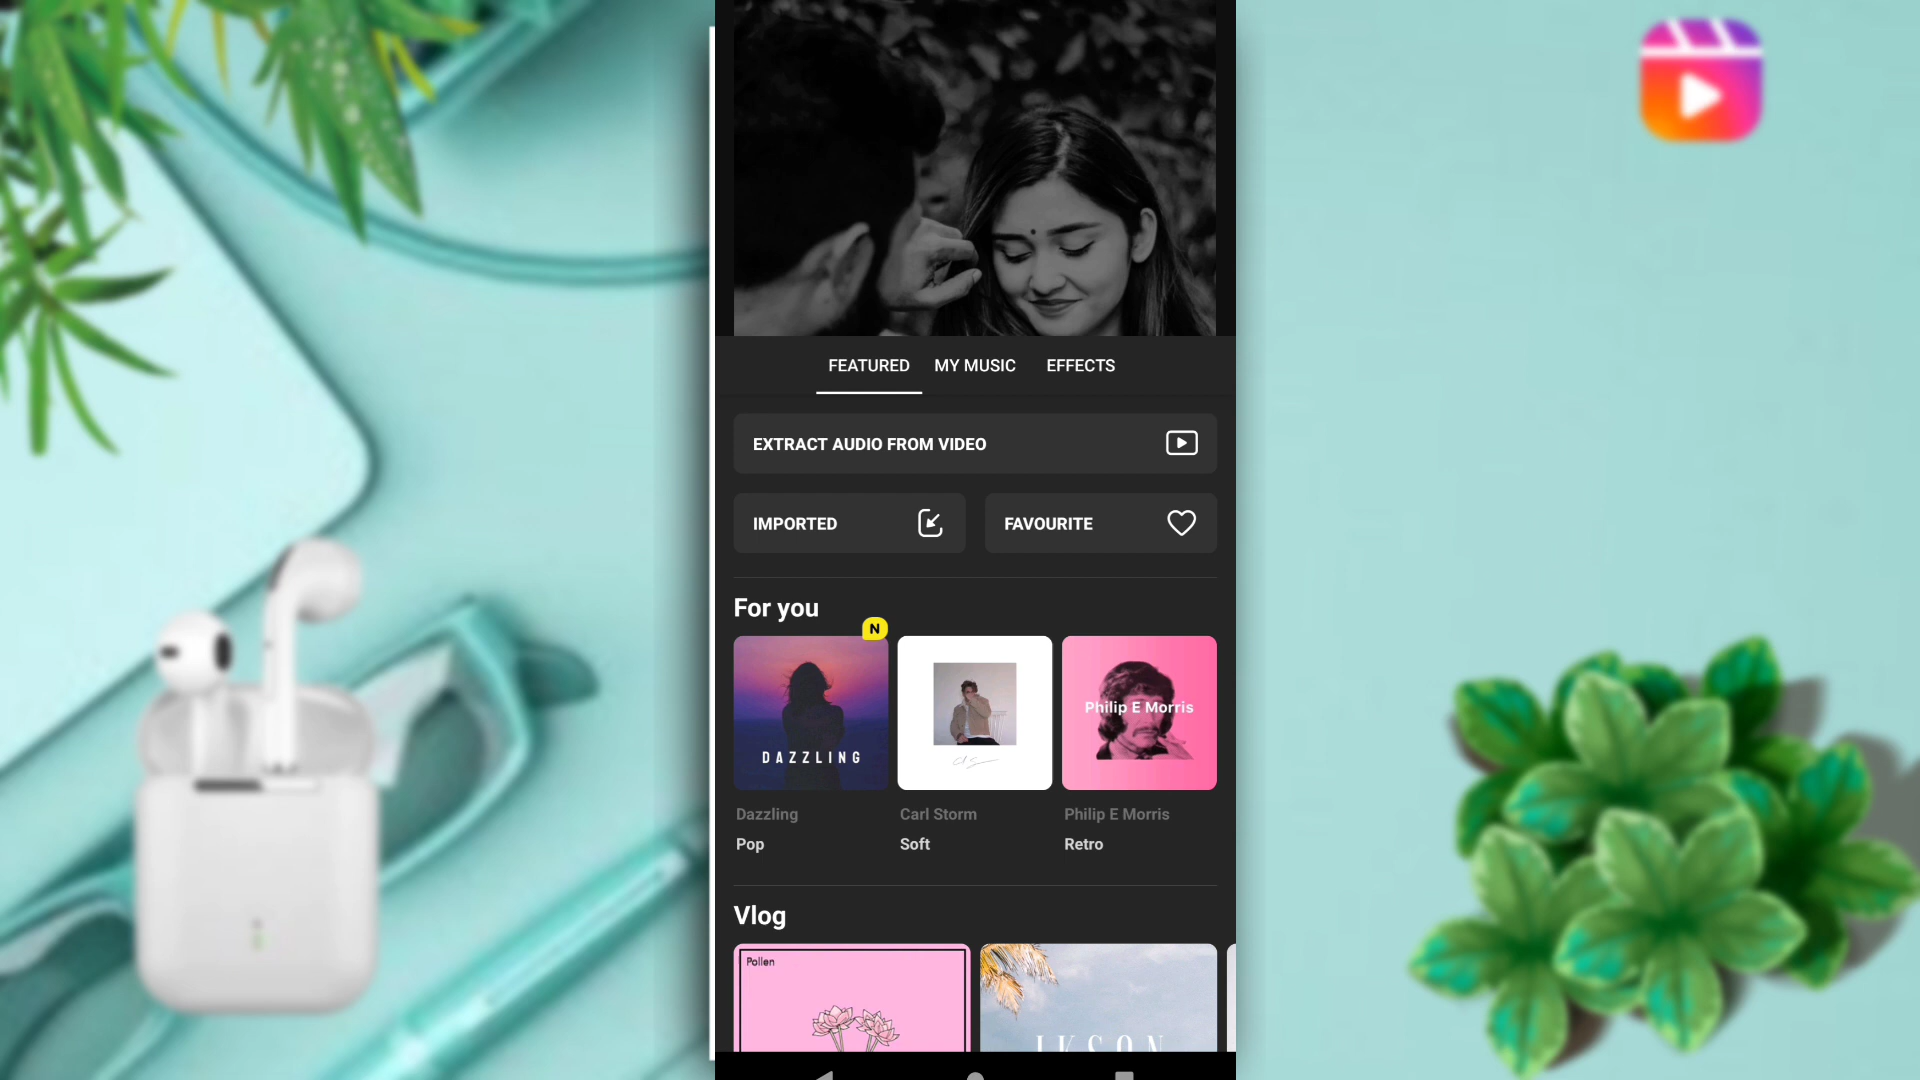 FEATURED MY MUSIC EFFECTS
EXTRACT AUDIO FROM VIDEO
IMPORTED FAVOURITE
For you
N
DAZZLING
Philip E Morris
Dazzling Carl Storm Philip E Morris
Pop Soft Retro
Vlog
Pollen
IKSON